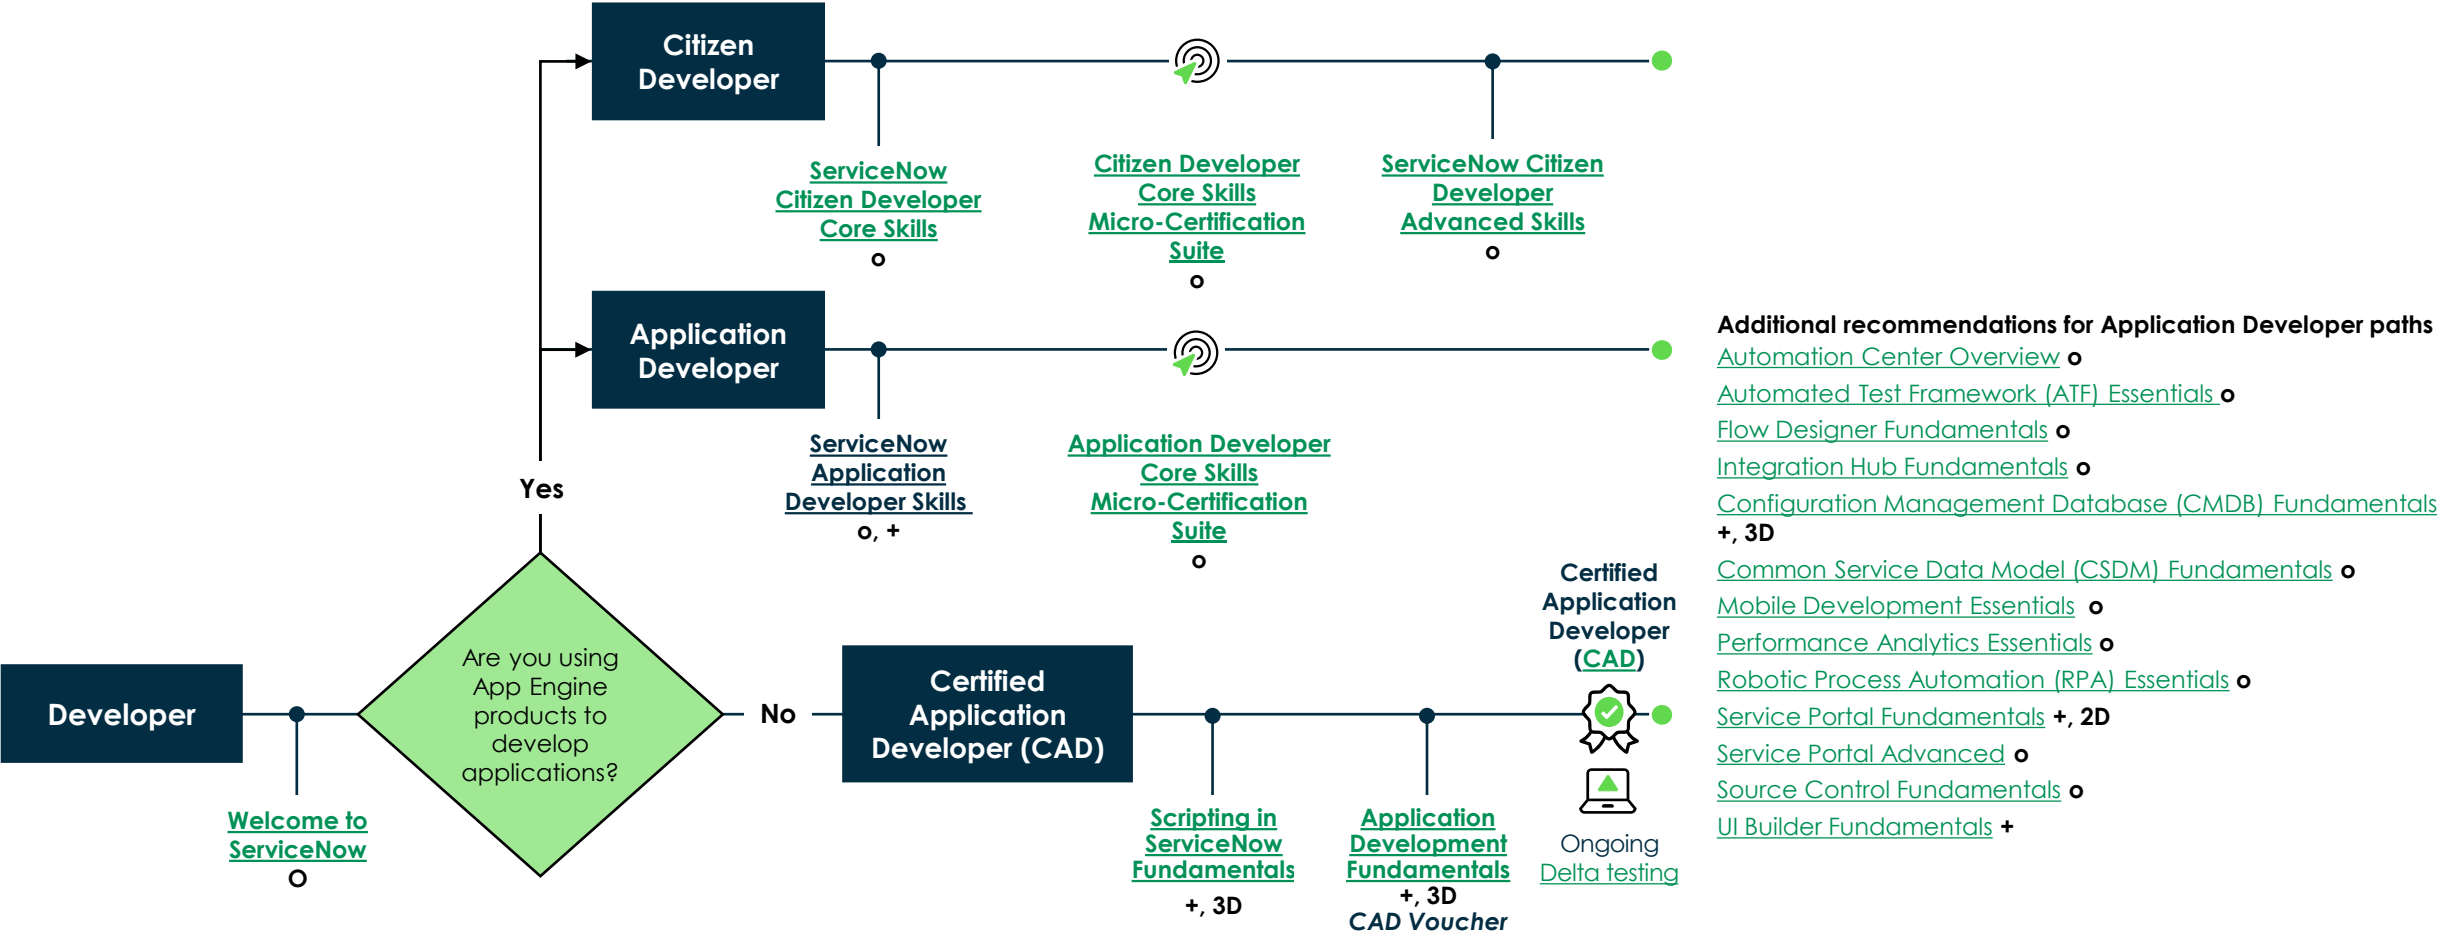 Citizen
Developer
ServiceNow
Citizen Developer
Core Skills
o
Citizen Developer
Core Skills
Micro-Certification
Suite
o
ServiceNow Citizen
Developer
Advanced Skills
o
Application
Developer
ServiceNow
Application
Developer Skills
o, +
Application Developer
Core Skills
Micro-Certification
Suite
o
Yes
Developer
Welcome to
ServiceNow
O
Are you using
App Engine
products to
develop
applications?
No
Certified
Application
Developer (CAD)
Scripting in
ServiceNow
Fundamentals
+, 3D
Application
Development
Fundamentals
+, 3D
CAD Voucher
Certified
Application
Developer
(CAD)
Ongoing
Delta testing
Additional recommendations for Application Developer paths
Automation Center Overview o
Automated Test Framework (ATF) Essentials o
Flow Designer Fundamentals o
Integration Hub Fundamentals o
Configuration Management Database (CMDB) Fundamentals
+, 3D
Common Service Data Model (CSDM) Fundamentals o
Mobile Development Essentials o
Performance Analytics Essentials o
Robotic Process Automation (RPA) Essentials o
Service Portal Fundamentals +, 2D
Service Portal Advanced o
Source Control Fundamentals o
UI Builder Fundamentals +